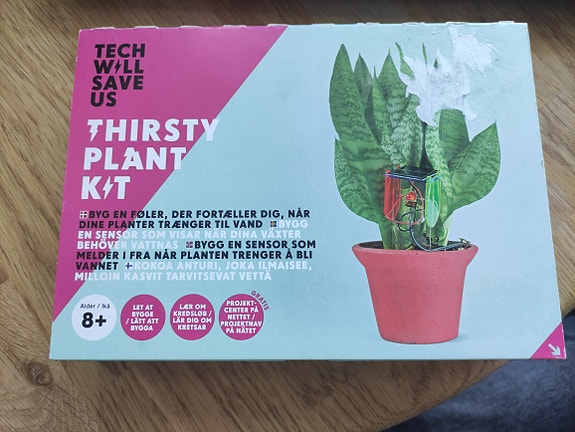 TECH
WILL
SAVE
US
THIRSTY
PLANT
KIT
BYG EN FØLER, DER FORTÆLLER DIG, NÅR
DINE PLANTER TRÆNGER TIL VAND BYGG
EN SENSOR SOM VISAR NÄR DINA VÄXTER
BEHÖVER VATTNAS BYGG EN SENSOR SOM
MELDER I FRA NÅR PLANTEN TRENGER Å BLI
VANNET KOKOA ANTURI, JOKA ILMAISEE,
MILLOIN KASVIT TARVITSEVAT VETTÄ
Alder / Ikä
8+
LET AT
BYGGE
/ LÄTT ATT
BYGGA
LÆR OM
KREDSLØB /
LÄR DIG OM
KRETSAR
GRATIS
PROJEKT-
CENTER PÅ
NETTET /
PROJEKTNAV
PÅ NÄTET